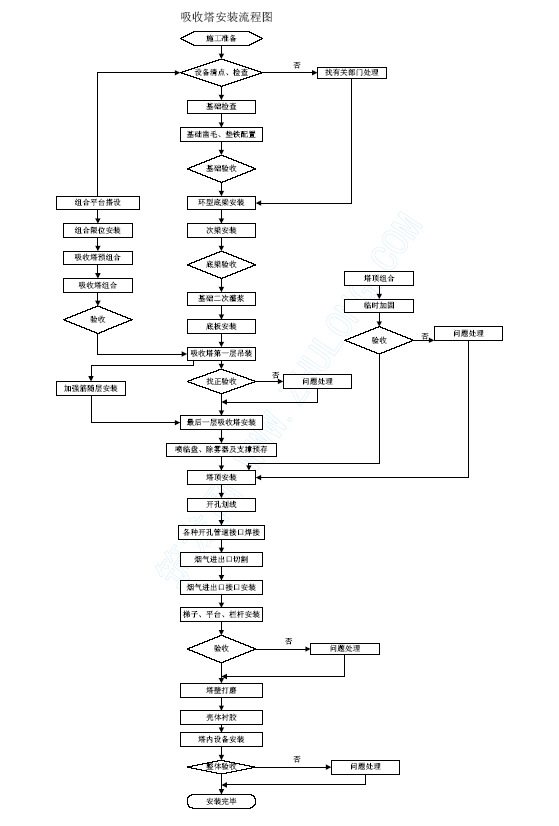 吸收塔安装流程图
施工准备
设备清点、检查
否
找有关部门处理
基础检查
基础凿毛、垫铁配置
基础验收
组合平台搭设
环型底梁安装
组合限位安装
次梁安装
吸收塔预组合
底梁验收
塔顶组合
吸收塔组合
基础二次灌浆
临时加固
验收
底板安装
验收
否
问题处理
吸收塔第一层吊装
加强筋随层安装
找正验收
否
问题处理
最后一层吸收塔安装
喷临盘、除雾器及支撑预存
塔顶安装
开孔划线
各种开孔管道接口焊接
烟气进出口切割
烟气进出口接口安装
梯子、平台、栏杆安装
验收
否
问题处理
塔壁打磨
壳体衬胶
塔内设备安装
整体验收
否
问题处理
安装完毕